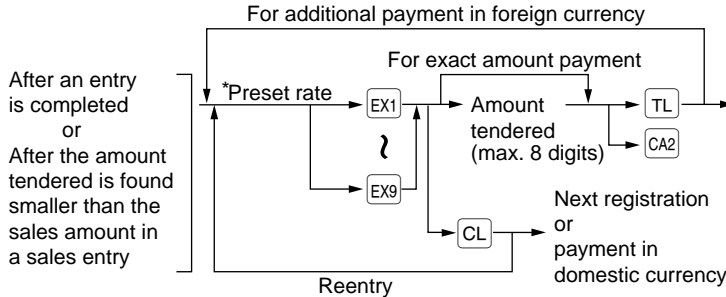 For additional payment in foreign currency
For exact amount payment
After an entry
is completed
or
After the amount
tendered is found
smaller than the
sales amount in
a sales entry
*Preset rate
EX1
~
EX9
Amount
tendered
(max. 8 digits)
TL
CA2
CL
Next registration
or
payment in
domestic currency
Reentry